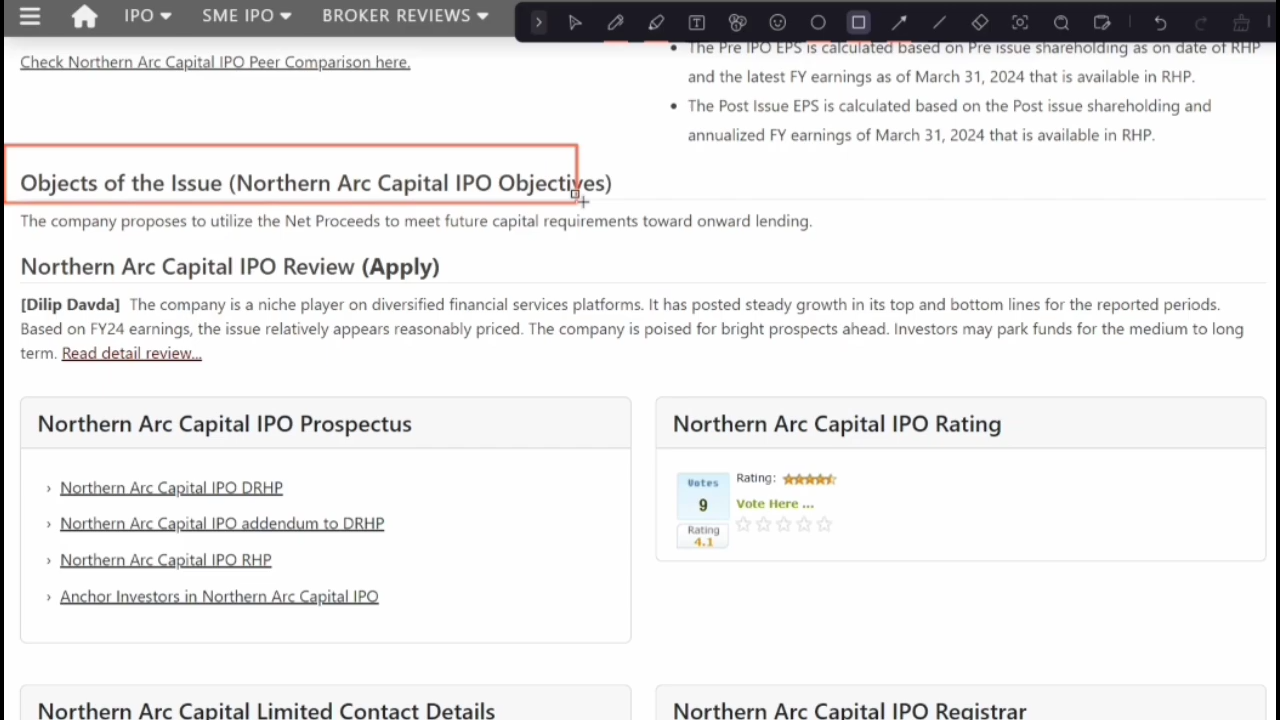 IPO
SME IPO
BROKER REVIEWS
Check Northern Arc Capital IPO Peer Comparison here.
The Pre IPO EPS is calculated based on Pre issue shareholding as on date of RHP
and the latest FY earnings as of March 31, 2024 that is available in RHP.
The Post Issue EPS is calculated based on the Post issue shareholding and
annualized FY earnings of March 31, 2024 that is available in RHP.
Objects of the Issue (Northern Arc Capital IPO Objectives)
The company proposes to utilize the Net Proceeds to meet future capital requirements toward onward lending.
Northern Arc Capital IPO Review (Apply)
[Dilip Davda] The company is a niche player on diversified financial services platforms. It has posted steady growth in its top and bottom lines for the reported periods.
Based on FY24 earnings, the issue relatively appears reasonably priced. The company is poised for bright prospects ahead. Investors may park funds for the medium to long
term. Read detail review...
Northern Arc Capital IPO Prospectus
› Northern Arc Capital IPO DRHP
› Northern Arc Capital IPO addendum to DRHP
› Northern Arc Capital IPO RHP
› Anchor Investors in Northern Arc Capital IPO
Northern Arc Capital IPO Rating
Votes
9
Rating
4.1
Rating:
Vote Here ...
Northern Arc Capital Limited Contact Details
Northern Arc Capital IPO Registrar